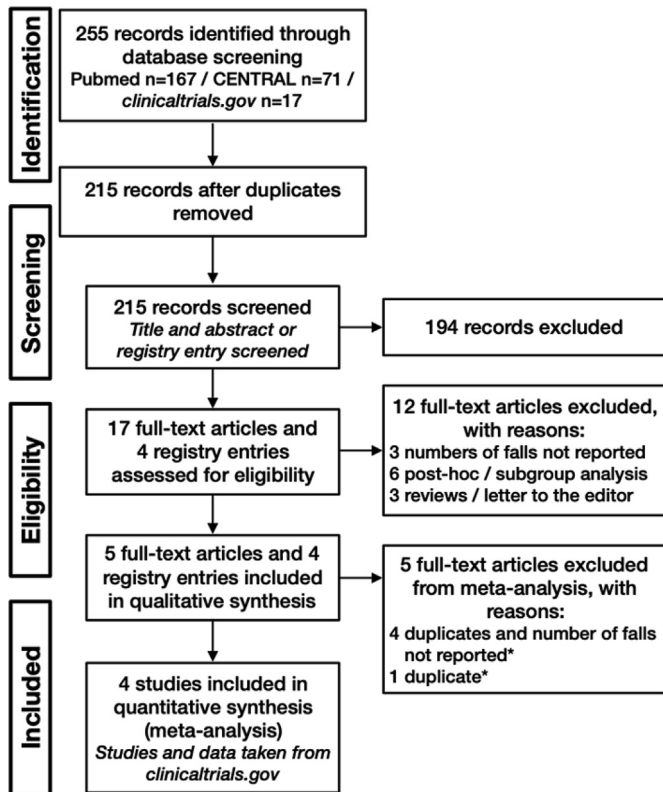 Identification
255 records identified through
database screening
Pubmed n=167 / CENTRAL n=71 /
clinicaltrials.gov n=17
215 records after duplicates
removed
Screening
215 records screened
Title and abstract or
registry entry screened
194 records excluded
Eligibility
17 full-text articles and
4 registry entries
assessed for eligibility
12 full-text articles excluded,
with reasons:
3 numbers of falls not reported
6 post-hoc / subgroup analysis
3 reviews / letter to the editor
5 full-text articles and 4
registry entries included
in qualitative synthesis
5 full-text articles excluded
from meta-analysis, with
reasons:
4 duplicates and number of falls
not reported*
1 duplicate*
Included
4 studies included in
quantitative synthesis
(meta-analysis)
Studies and data taken from
clinicaltrials.gov